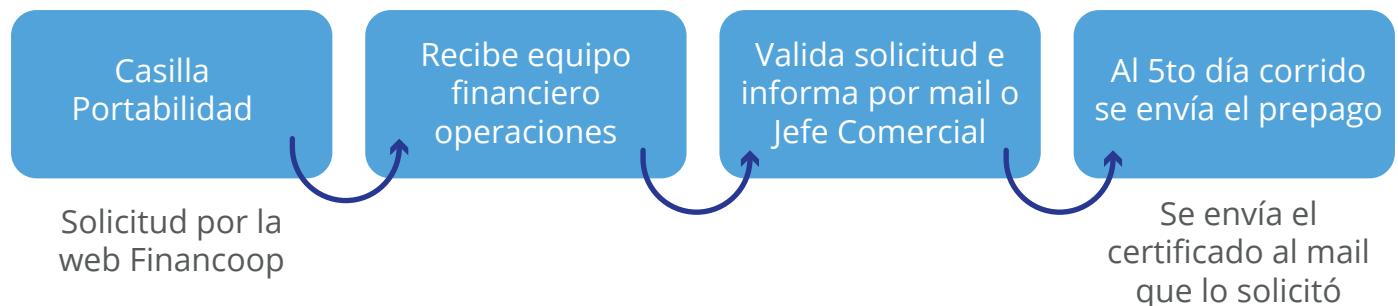 Casilla
Portabilidad
Recibe equipo
financiero
operaciones
Valida solicitud e
informa por mail o
Jefe Comercial
Al 5to día corrido
se envía el prepago
Solicitud por la
web Financoop
Se envía el
certificado al mail
que lo solicitó